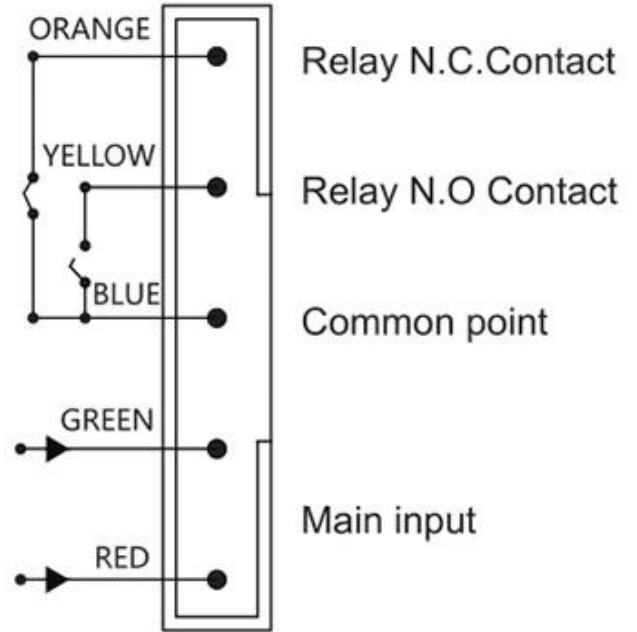 ORANGE
Relay N.C.Contact
YELLOW
Relay N.O Contact
BLUE
Common point
GREEN
Main input
RED